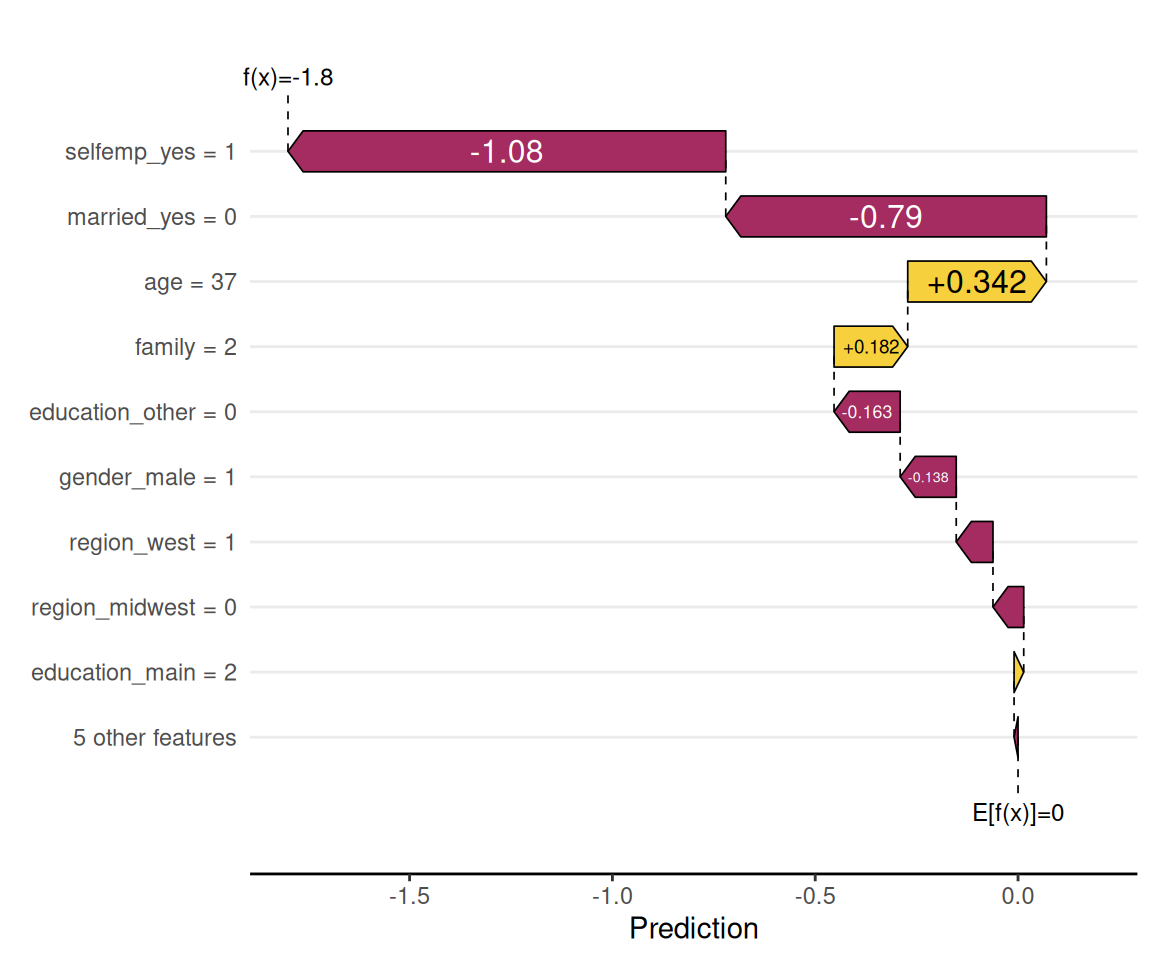 f(x)=-1.8
selfemp_yes = 1
-1.08
married_yes = 0
-0.79
age = 37
+0.342
family = 2
+0.182
education_other = 0
-0.163
gender_male = 1
-0.138
region_west = 1
region_midwest = 0
education_main = 2
5 other features
E[f(x)]=0
-1.5 -1.0 -0.5 0.0
Prediction